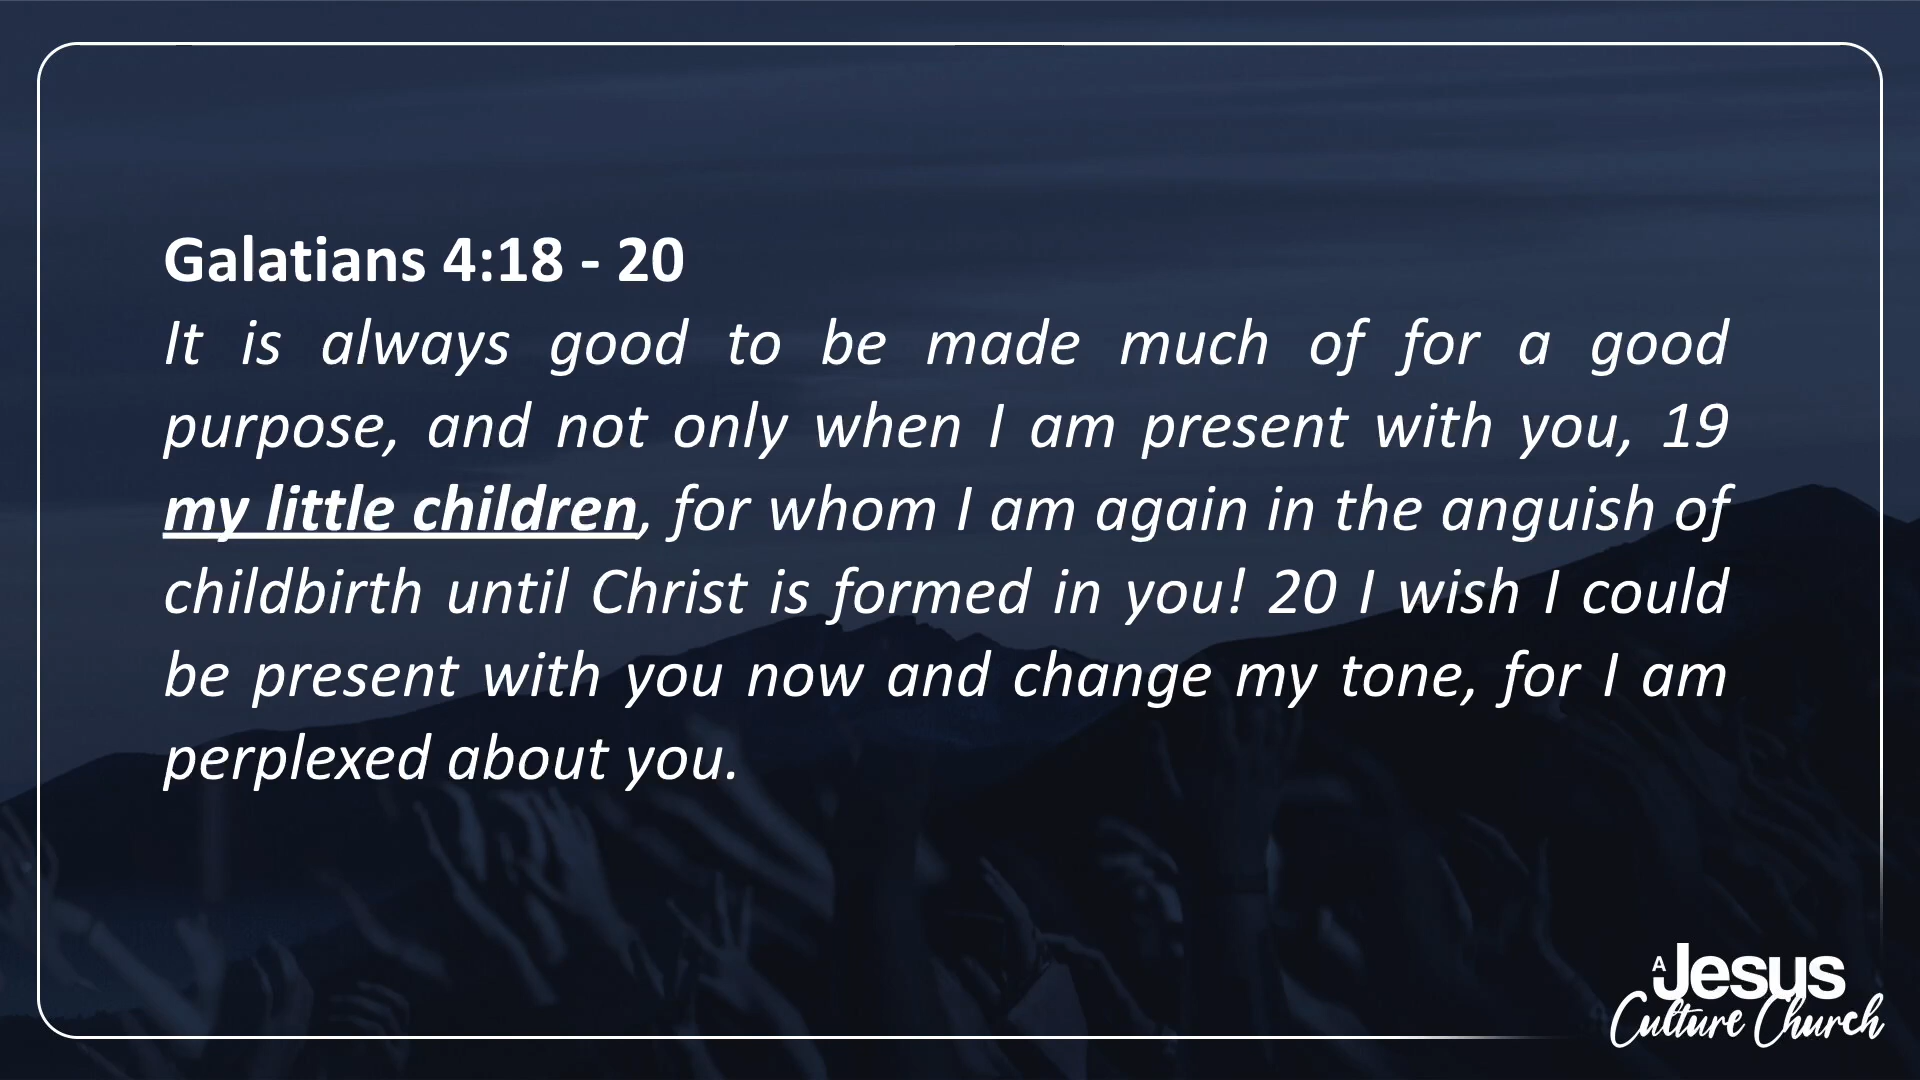 Galatians 4:18 - 20
It is always good to be made much of for a good
purpose, and not only when I am present with you, 19
my little children, for whom I am again in the anguish of
childbirth until Christ is formed in you! 20 I wish I could
be present with you now and change my tone, for I am
perplexed about you.
A Jesus
Culture Church